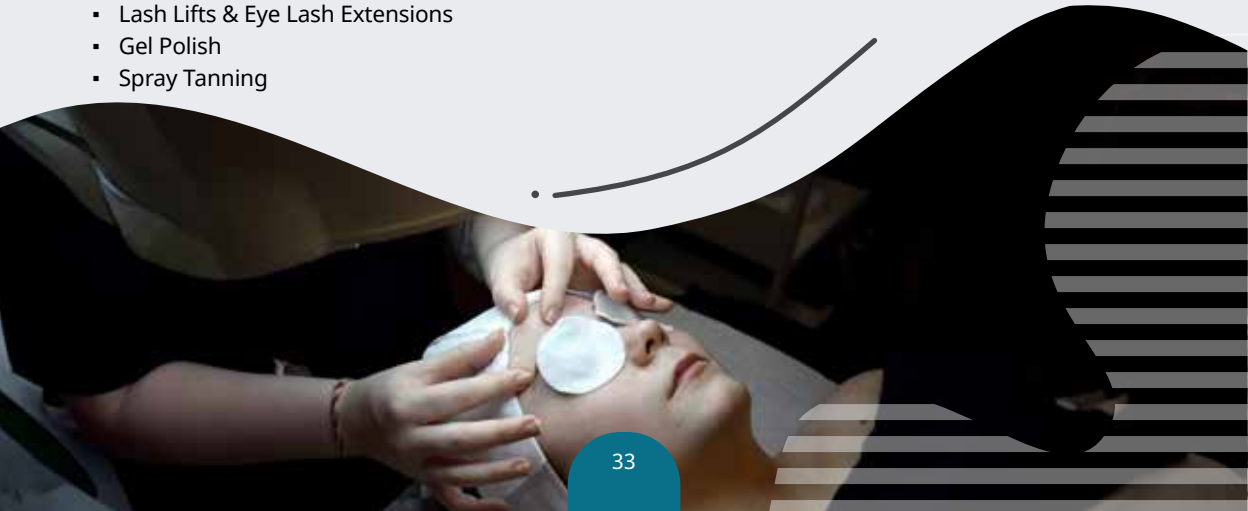 ▪ Lash Lifts & Eye Lash Extensions
▪ Gel Polish
▪ Spray Tanning
33